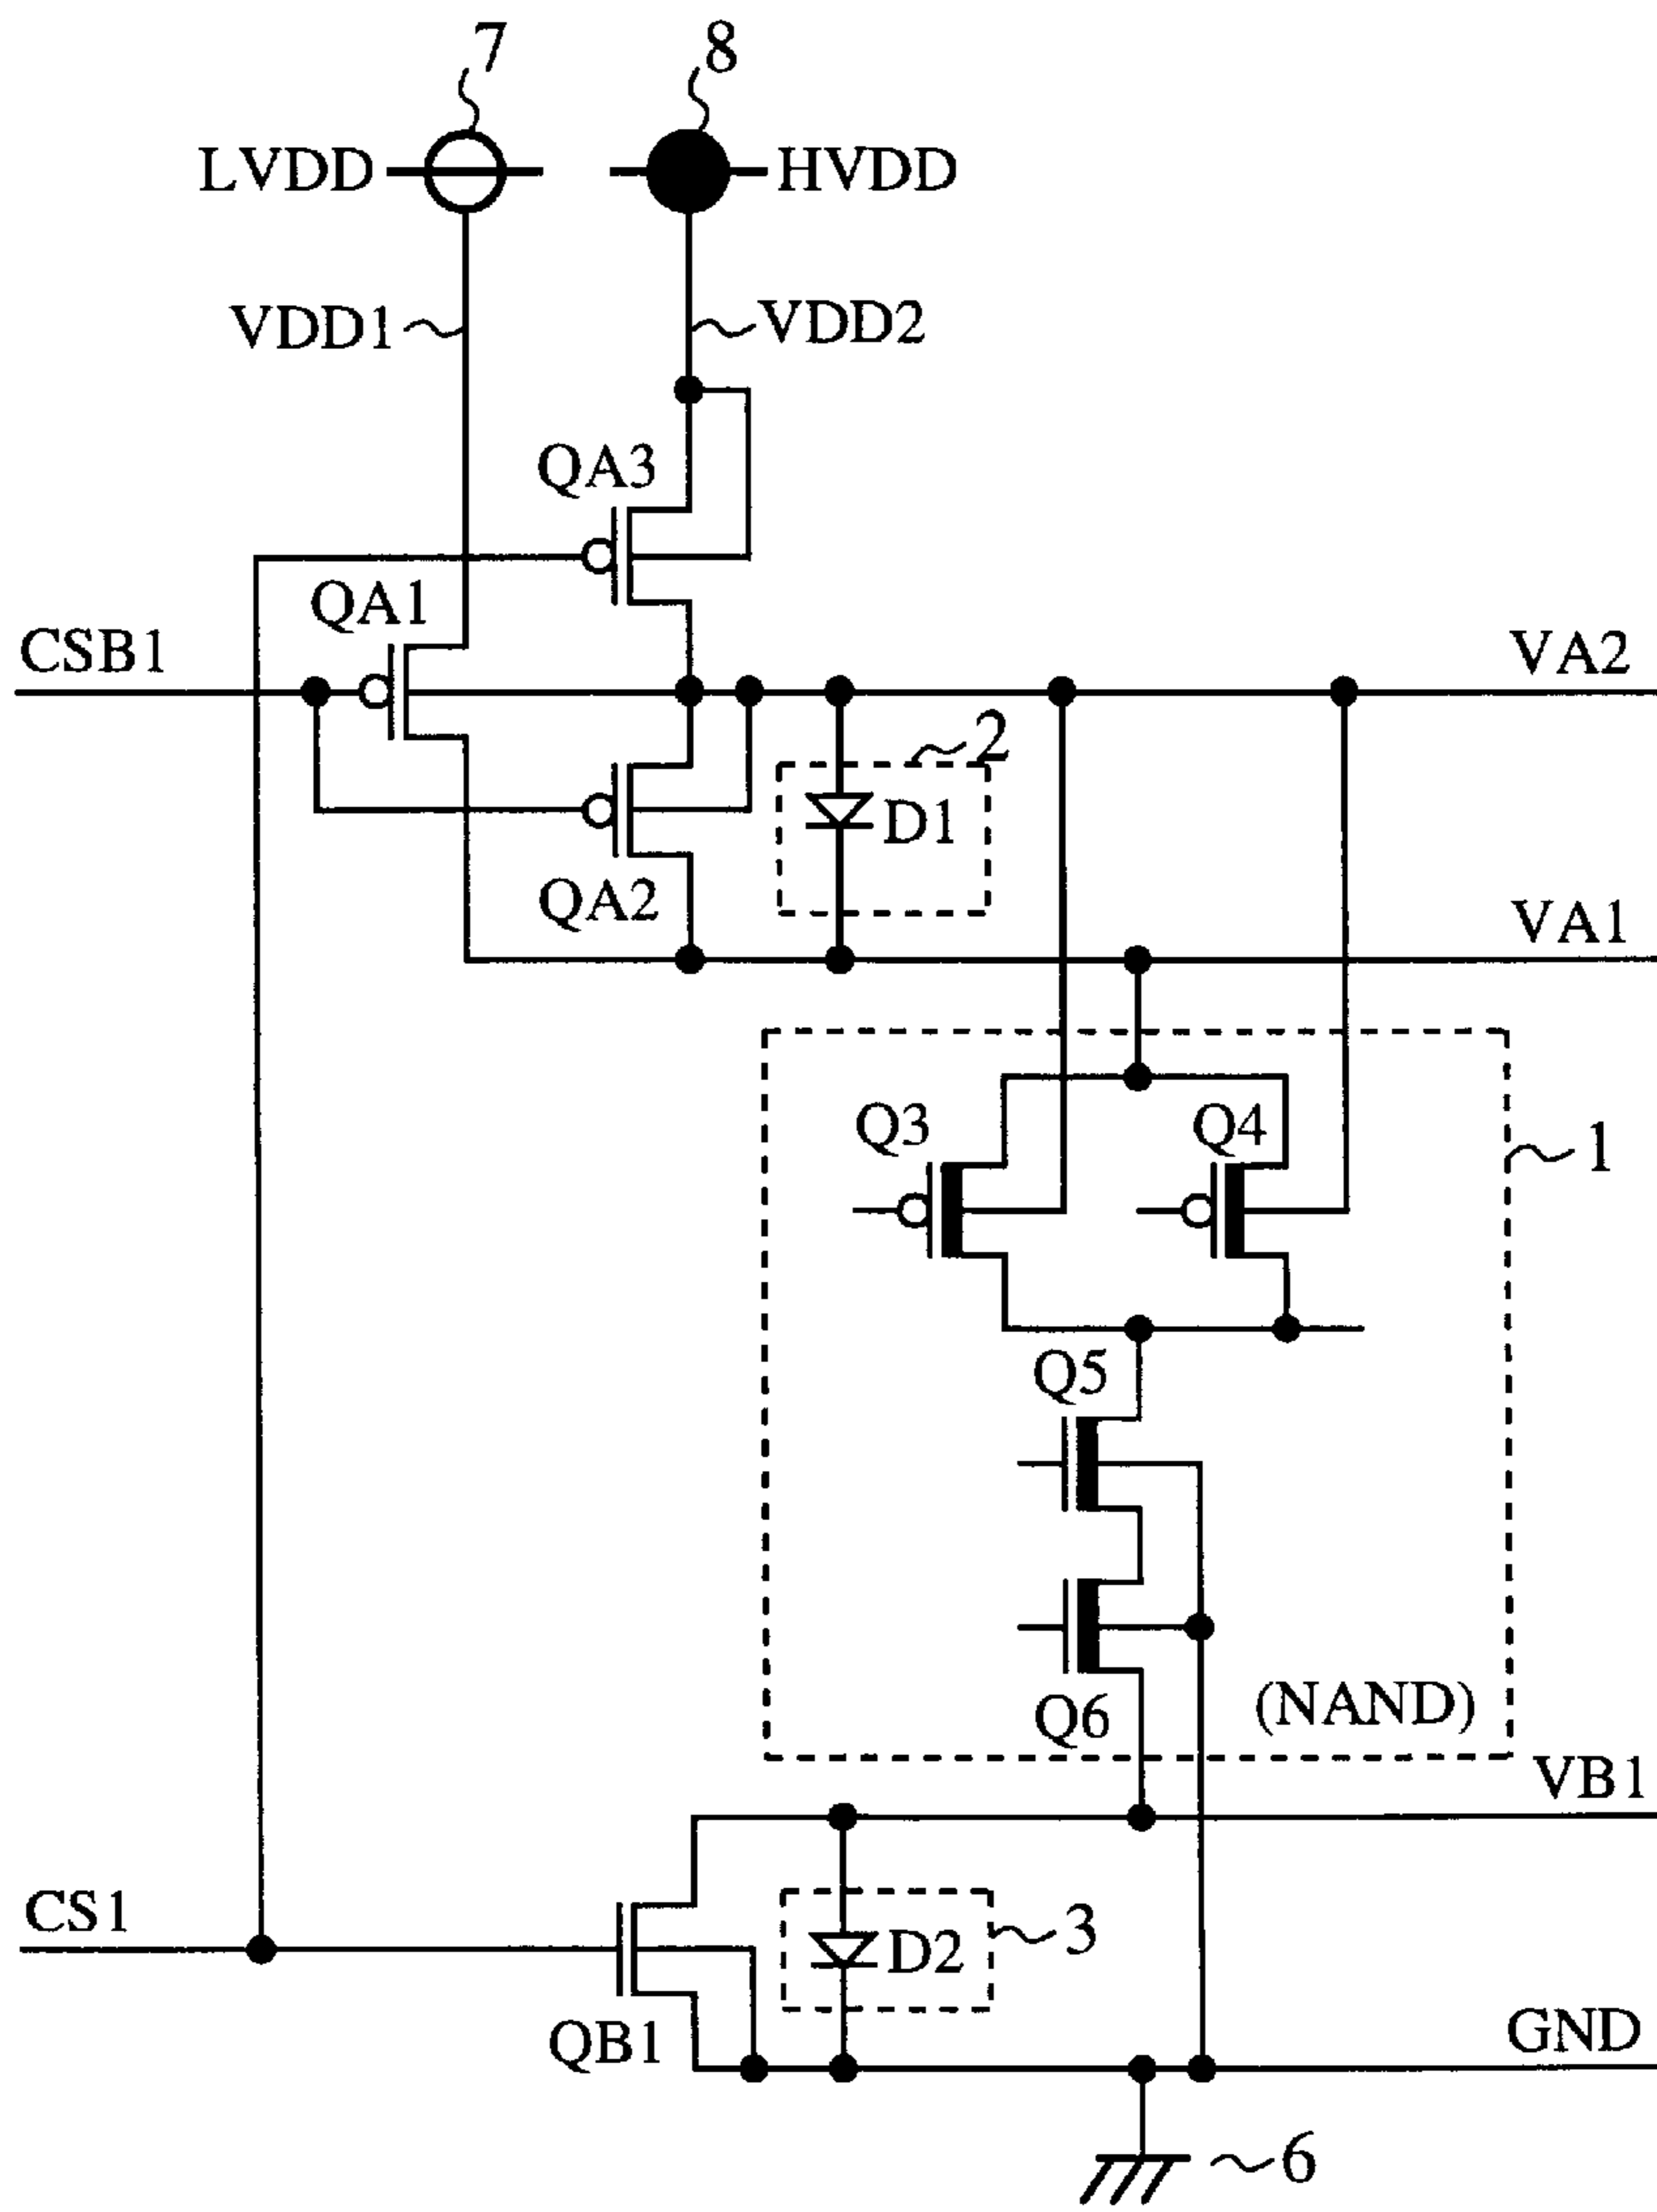 7
8
LVDD
HVDD
VDD1
VDD2
QA3
QA1
CSB1
VA2
2
D1
QA2
VA1
Q3
Q4
1
Q5
Q6
(NAND)
VB1
CS1
D2
3
QB1
GND
6